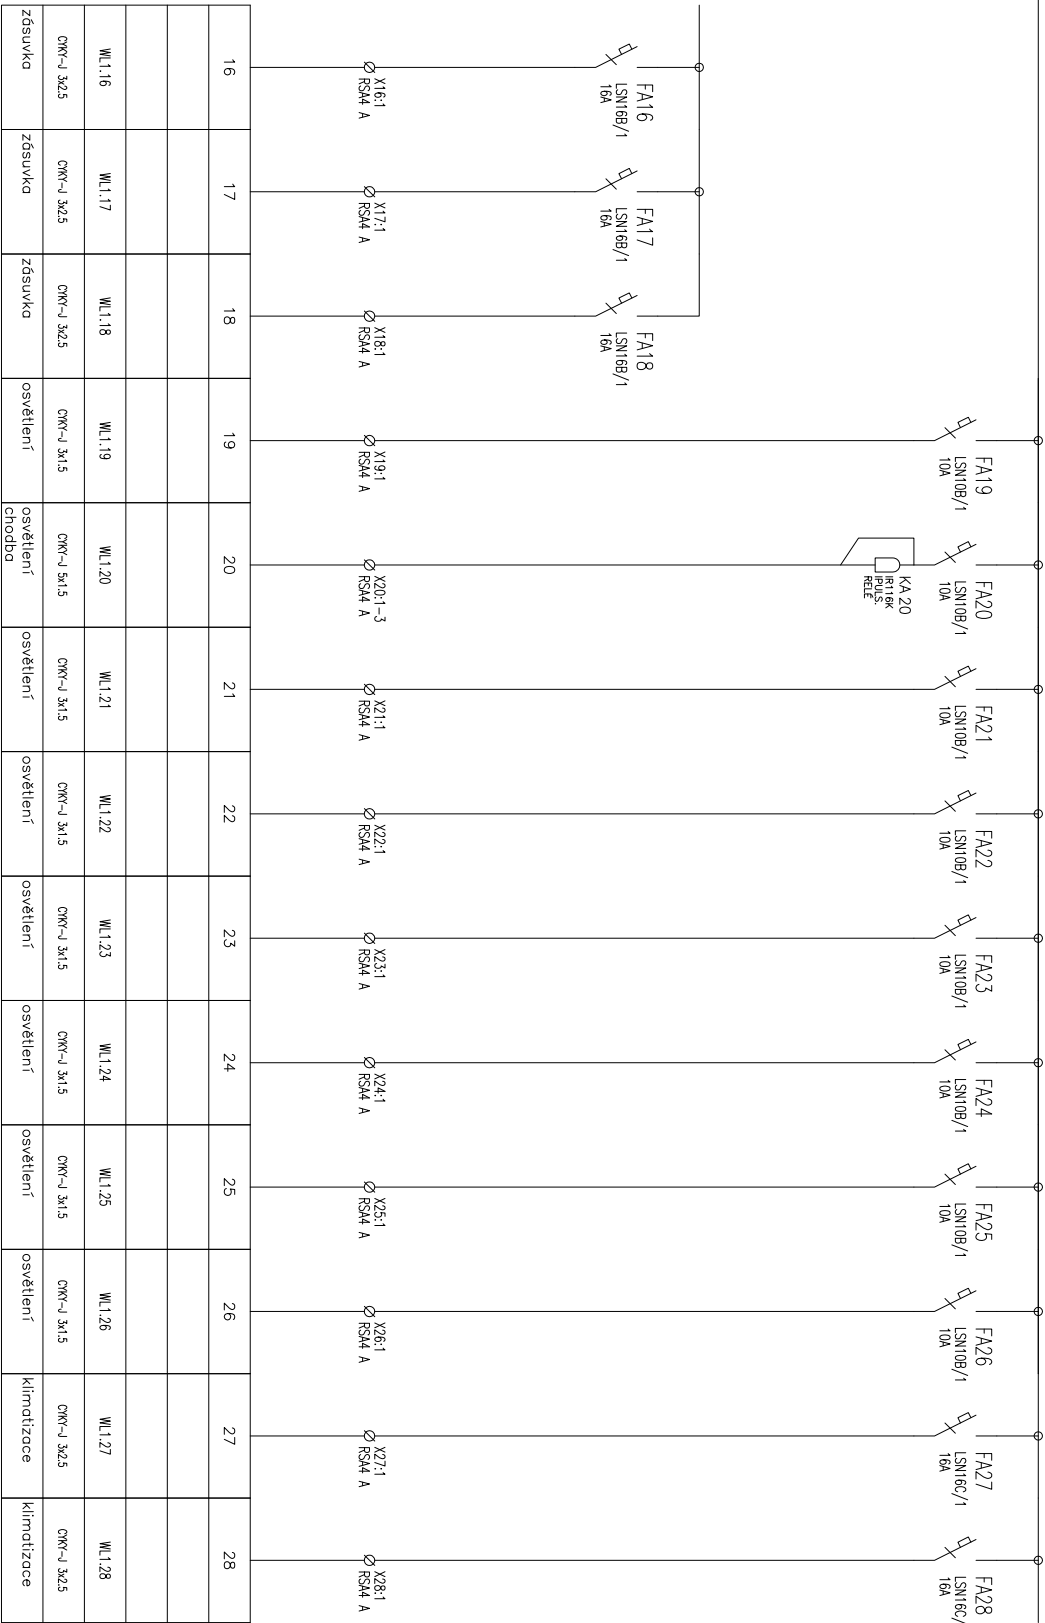 FA16
LSN16B/1
16A
FA17
LSN16B/1
16A
FA18
LSN16B/1
16A
FA19
LSN10B/1
10A
FA20
LSN10B/1
10A
KA 20
IR116K
IPULS.
RELÉ
FA21
LSN10B/1
10A
FA22
LSN10B/1
10A
FA23
LSN10B/1
10A
FA24
LSN10B/1
10A
FA25
LSN10B/1
10A
FA26
LSN10B/1
10A
FA27
LSN16C/1
16A
FA28
LSN16C/
16A
X16:1
RSA4 A
X17:1
RSA4 A
X18:1
RSA4 A
X19:1
RSA4 A
X20:1-3
RSA4 A
X21:1
RSA4 A
X22:1
RSA4 A
X23:1
RSA4 A
X24:1
RSA4 A
X25:1
RSA4 A
X26:1
RSA4 A
X27:1
RSA4 A
X28:1
RSA4 A
16 17 18 19 20 21 22 23 24 25 26 27 28
WL1.16 WL1.17 WL1.18 WL1.19 WL1.20 WL1.21 WL1.22 WL1.23 WL1.24 WL1.25 WL1.26 WL1.27 WL1.28
CYKY-J 3x2.5 CYKY-J 3x2.5 CYKY-J 3x2.5 CYKY-J 3x1.5 CYKY-J 5x1.5 CYKY-J 3x1.5 CYKY-J 3x1.5 CYKY-J 3x1.5 CYKY-J 3x1.5 CYKY-J 3x1.5 CYKY-J 3x1.5 CYKY-J 3x2.5 CYKY-J 3x2.5
zásuvka zásuvka zásuvka osvětlení osvětlení osvětlení osvětlení osvětlení osvětlení osvětlení osvětlení klimatizace klimatizace
chodba